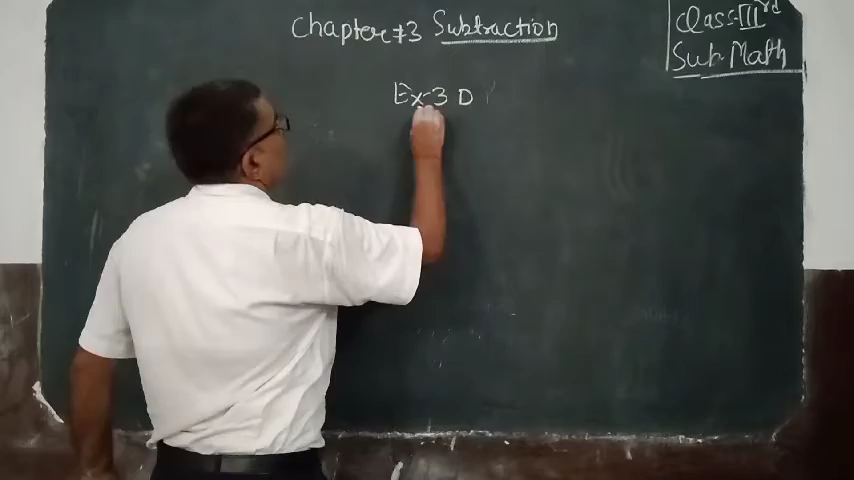 Chapter #3 Subtraction
Class-III rd
Sub. Math
Ex-3 D